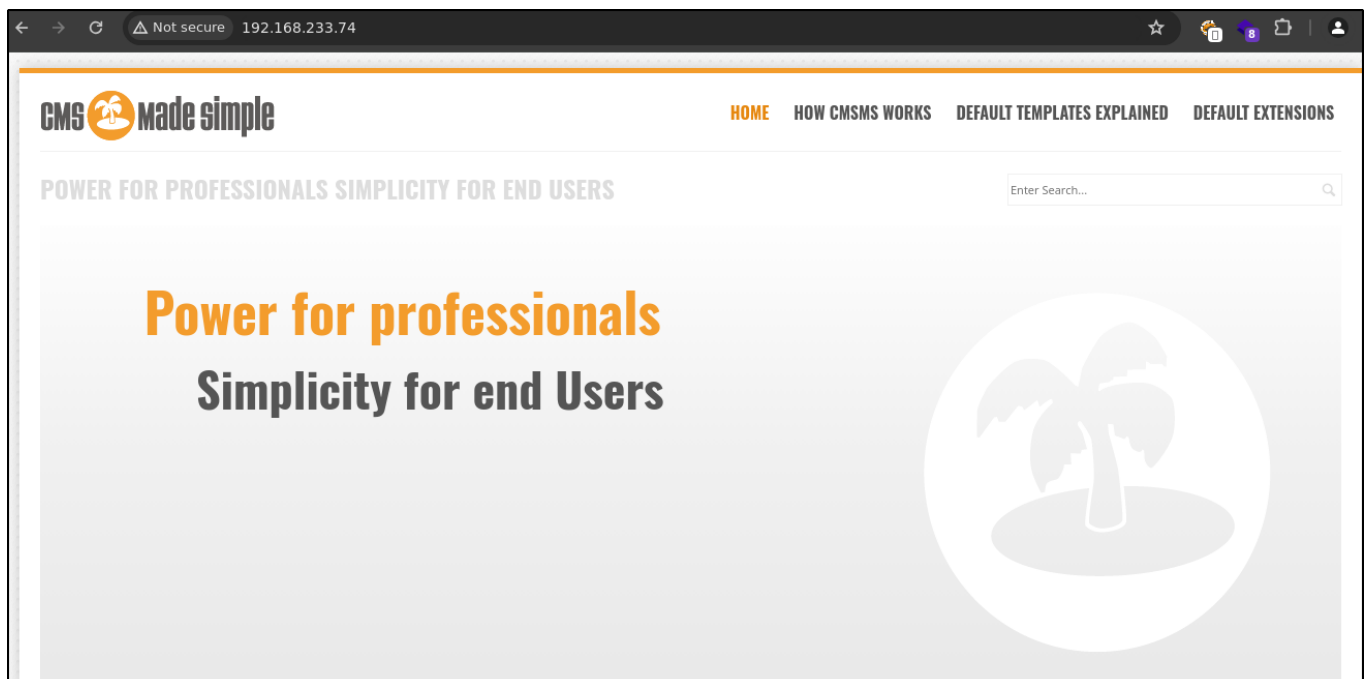 Not secure 192.168.233.74
8
CMS Made Simple
HOME HOW CMSMS WORKS DEFAULT TEMPLATES EXPLAINED DEFAULT EXTENSIONS
POWER FOR PROFESSIONALS SIMPLICITY FOR END USERS
Enter Search...
Power for professionals
Simplicity for end Users